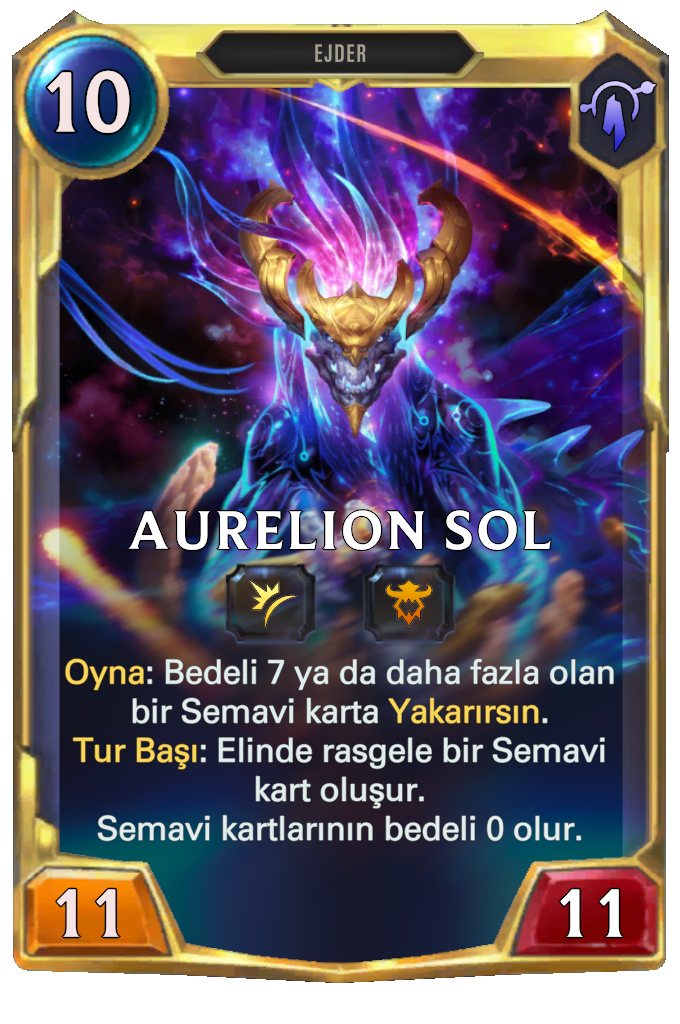 EJDER
10
AURELION SOL
Oyna: Bedeli 7 ya da daha fazla olan
bir Semavi karta Yakarırsın.
Tur Başı: Elinde rasgele bir Semavi
kart oluşur.
Semavi kartlarının bedeli 0 olur.
11
11